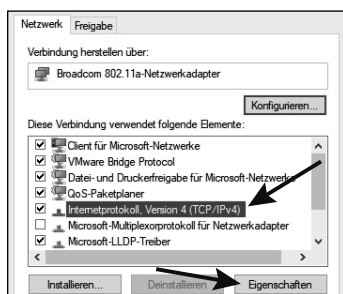 Netzwerk Freigabe
Verbindung herstellen über:
Broadcom 802.11a-Netzwerkadapter
Konfigurieren...
Diese Verbindung verwendet folgende Elemente:
Client für Microsoft-Netzwerke
VMware Bridge Protocol
Datei- und Druckerfreigabe für Microsoft-Netzwerke
QoS-Paketplaner
Internetprotokoll, Version 4 (TCP/IPv4)
Microsoft-Multiplexorprotokoll für Netzwerkadapter
Microsoft-LLDP-Treiber
Installieren... Deinstallieren Eigenschaften